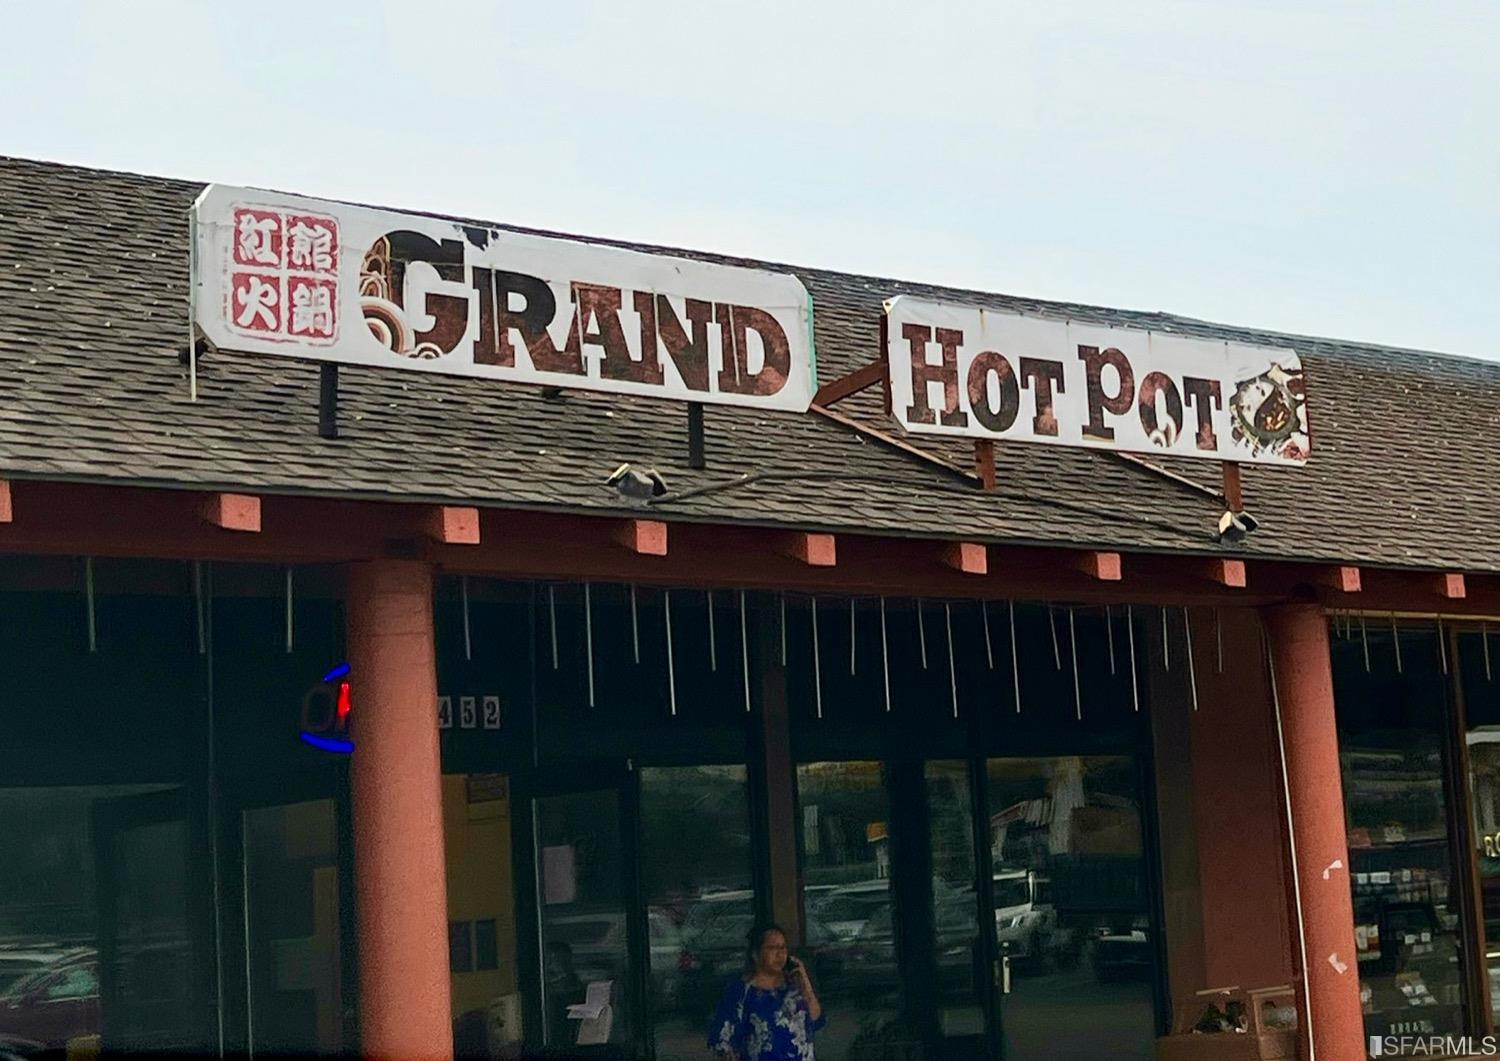 紅館
火鍋
GRAND
HOT POT
452
SFARMLS